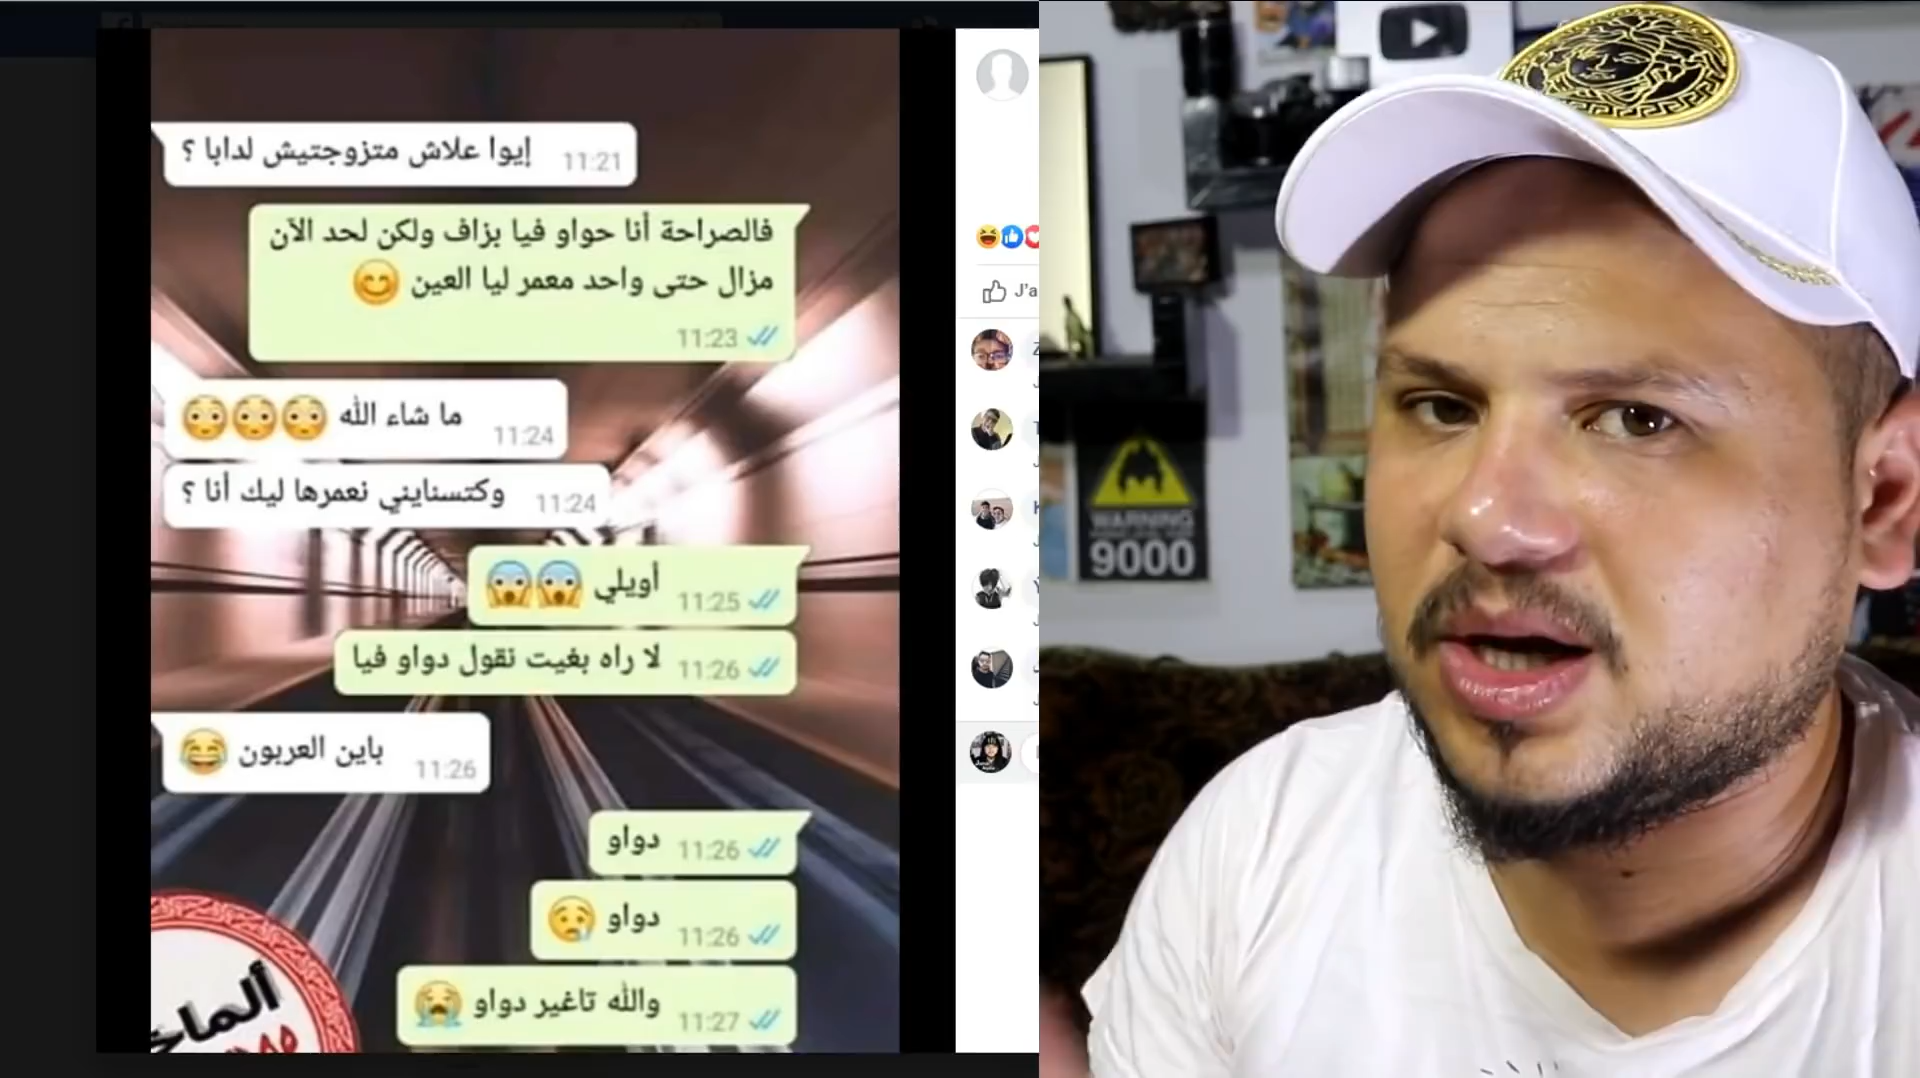 إيوا علاش متزوجتيش لدابا ؟ 11:21
فالصراحة أنا حواو فيا بزاف ولكن لحد الآن
مزال حتى واحد معمر ليا العين 😊
11:23
ما شاء الله 😳😳😳 11:24
وكتسنايني نعمرها ليك أنا ؟ 11:24
أويلي 😱😱 11:25
لا راه بغيت نقول دواو فيا 11:26
باين العربون 😂 11:26
دواو 11:26
دواو 😢 11:26
والله تاغير دواو 😭 11:27
J'a
WARNING
9000